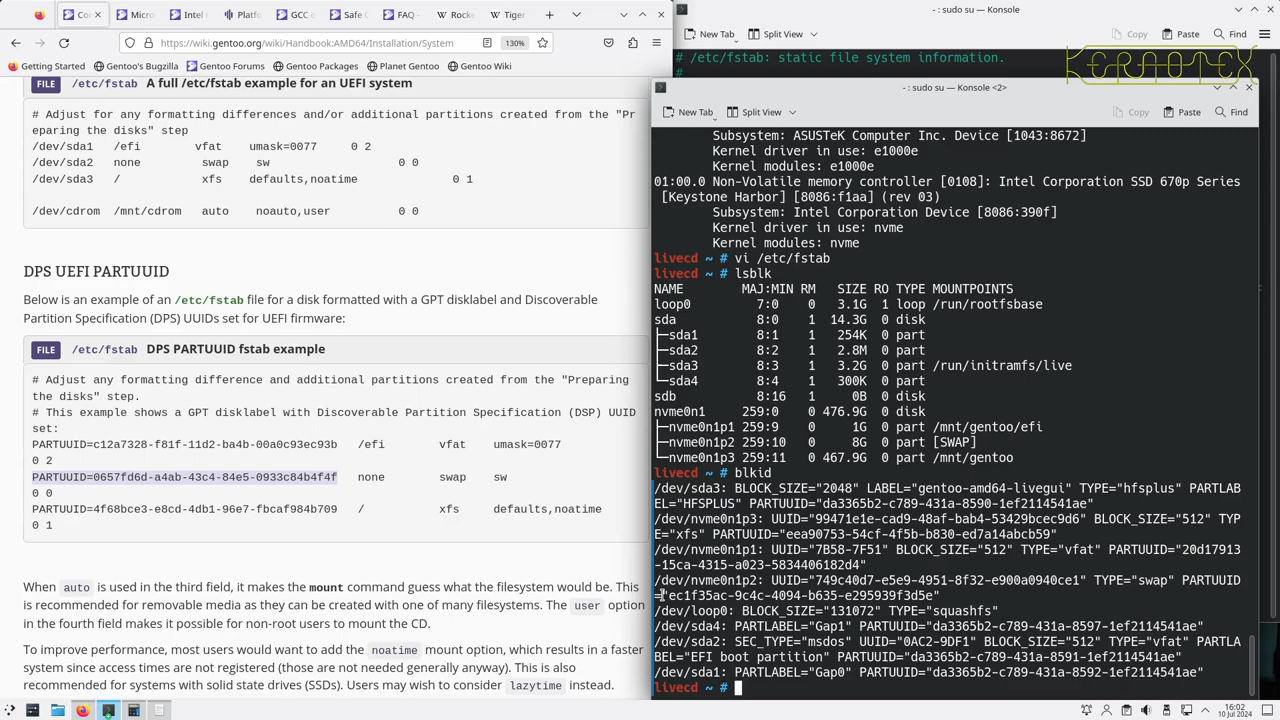 Co
Micro
Intel r
Platfo
GCC e
Safe C
FAQ -
Rocke
Tiger
https://wiki.gentoo.org/wiki/Handbook:AMD64/Installation/System
130%
Getting Started
Gentoo's Bugzilla
Gentoo Forums
Gentoo Packages
Planet Gentoo
Gentoo Wiki
FILE /etc/fstab A full /etc/fstab example for an UEFI system
# Adjust for any formatting differences and/or additional partitions created from the "Pr
eparing the disks" step
/dev/sda1 /efi vfat umask=0077 0 2
/dev/sda2 none swap sw 0 0
/dev/sda3 / xfs defaults,noatime 0 1
/dev/cdrom /mnt/cdrom auto noauto,user 0 0
DPS UEFI PARTUUID
Below is an example of an /etc/fstab file for a disk formatted with a GPT disklabel and Discoverable
Partition Specification (DPS) UUIDs set for UEFI firmware:
FILE /etc/fstab DPS PARTUUID fstab example
# Adjust any formatting difference and additional partitions created from the "Preparing
the disks" step.
# This example shows a GPT disklabel with Discoverable Partition Specification (DSP) UUID
set:
PARTUUID=c12a7328-f81f-11d2-ba4b-00a0c93ec93b /efi vfat umask=0077
0 2
PARTUUID=0657fd6d-a4ab-43c4-84e5-0933c84b4f4f none swap sw
0 0
PARTUUID=4f68bce3-e8cd-4db1-96e7-fbcaf984b709 / xfs defaults,noatime
0 1
When auto is used in the third field, it makes the mount command guess what the filesystem would be. This
is recommended for removable media as they can be created with one of many filesystems. The user option
in the fourth field makes it possible for non-root users to mount the CD.
To improve performance, most users would want to add the noatime mount option, which results in a faster
system since access times are not registered (those are not needed generally anyway). This is also
recommended for systems with solid state drives (SSDs). Users may wish to consider lazytime instead.
- : sudo su — Konsole
New Tab Split View Copy Paste Find
# /etc/fstab: static file system information.
#
KERNOTEX
- : sudo su — Konsole <2>
New Tab Split View Copy Paste Find
Subsystem: ASUSTeK Computer Inc. Device [1043:8672]
Kernel driver in use: e1000e
Kernel modules: e1000e
01:00.0 Non-Volatile memory controller [0108]: Intel Corporation SSD 670p Series
[Keystone Harbor] [8086:f1aa] (rev 03)
Subsystem: Intel Corporation Device [8086:390f]
Kernel driver in use: nvme
Kernel modules: nvme
livecd ~ # vi /etc/fstab
livecd ~ # lsblk
NAME MAJ:MIN RM SIZE RO TYPE MOUNTPOINTS
loop0 7:0 0 3.1G 1 loop /run/rootfsbase
sda 8:0 1 14.3G 0 disk
├─sda1 8:1 1 254K 0 part
├─sda2 8:2 1 2.8M 0 part
├─sda3 8:3 1 3.2G 0 part /run/initramfs/live
└─sda4 8:4 1 300K 0 part
sdb 8:16 1 0B 0 disk
nvme0n1 259:0 0 476.9G 0 disk
├─nvme0n1p1 259:9 0 1G 0 part /mnt/gentoo/efi
├─nvme0n1p2 259:10 0 8G 0 part [SWAP]
└─nvme0n1p3 259:11 0 467.9G 0 part /mnt/gentoo
livecd ~ # blkid
/dev/sda3: BLOCK_SIZE="2048" LABEL="gentoo-amd64-livegui" TYPE="hfsplus" PARTLAB
EL="HFSPLUS" PARTUUID="da3365b2-c789-431a-8590-1ef2114541ac"
/dev/nvme0n1p3: UUID="99471e1e-cad9-48af-bab4-53429bcec9d6" BLOCK_SIZE="512" TYP
E="xfs" PARTUUID="eea90753-54cf-4f5b-b830-ed7a14abcb59"
/dev/nvme0n1p1: UUID="7B58-7F51" BLOCK_SIZE="512" TYPE="vfat" PARTUUID="20d17913
-15ca-4315-a023-5834406182d4"
/dev/nvme0n1p2: UUID="749c40d7-e5e9-4951-8f32-e900a0940ce1" TYPE="swap" PARTUUID
="ec1f35ac-9c4c-4094-b635-e295939f3d5e"
/dev/loop0: BLOCK_SIZE="131072" TYPE="squashfs"
/dev/sda4: PARTLABEL="Gap1" PARTUUID="da3365b2-c789-431a-8597-1ef2114541ae"
/dev/sda2: SEC_TYPE="msdos" UUID="0AC2-9DF1" BLOCK_SIZE="512" TYPE="vfat" PARTLA
BEL="EFI boot partition" PARTUUID="da3365b2-c789-431a-8591-1ef2114541ae"
/dev/sda1: PARTLABEL="Gap0" PARTUUID="da3365b2-c789-431a-8592-1ef2114541ae"
livecd ~ #
16:02
10 Jul 2024